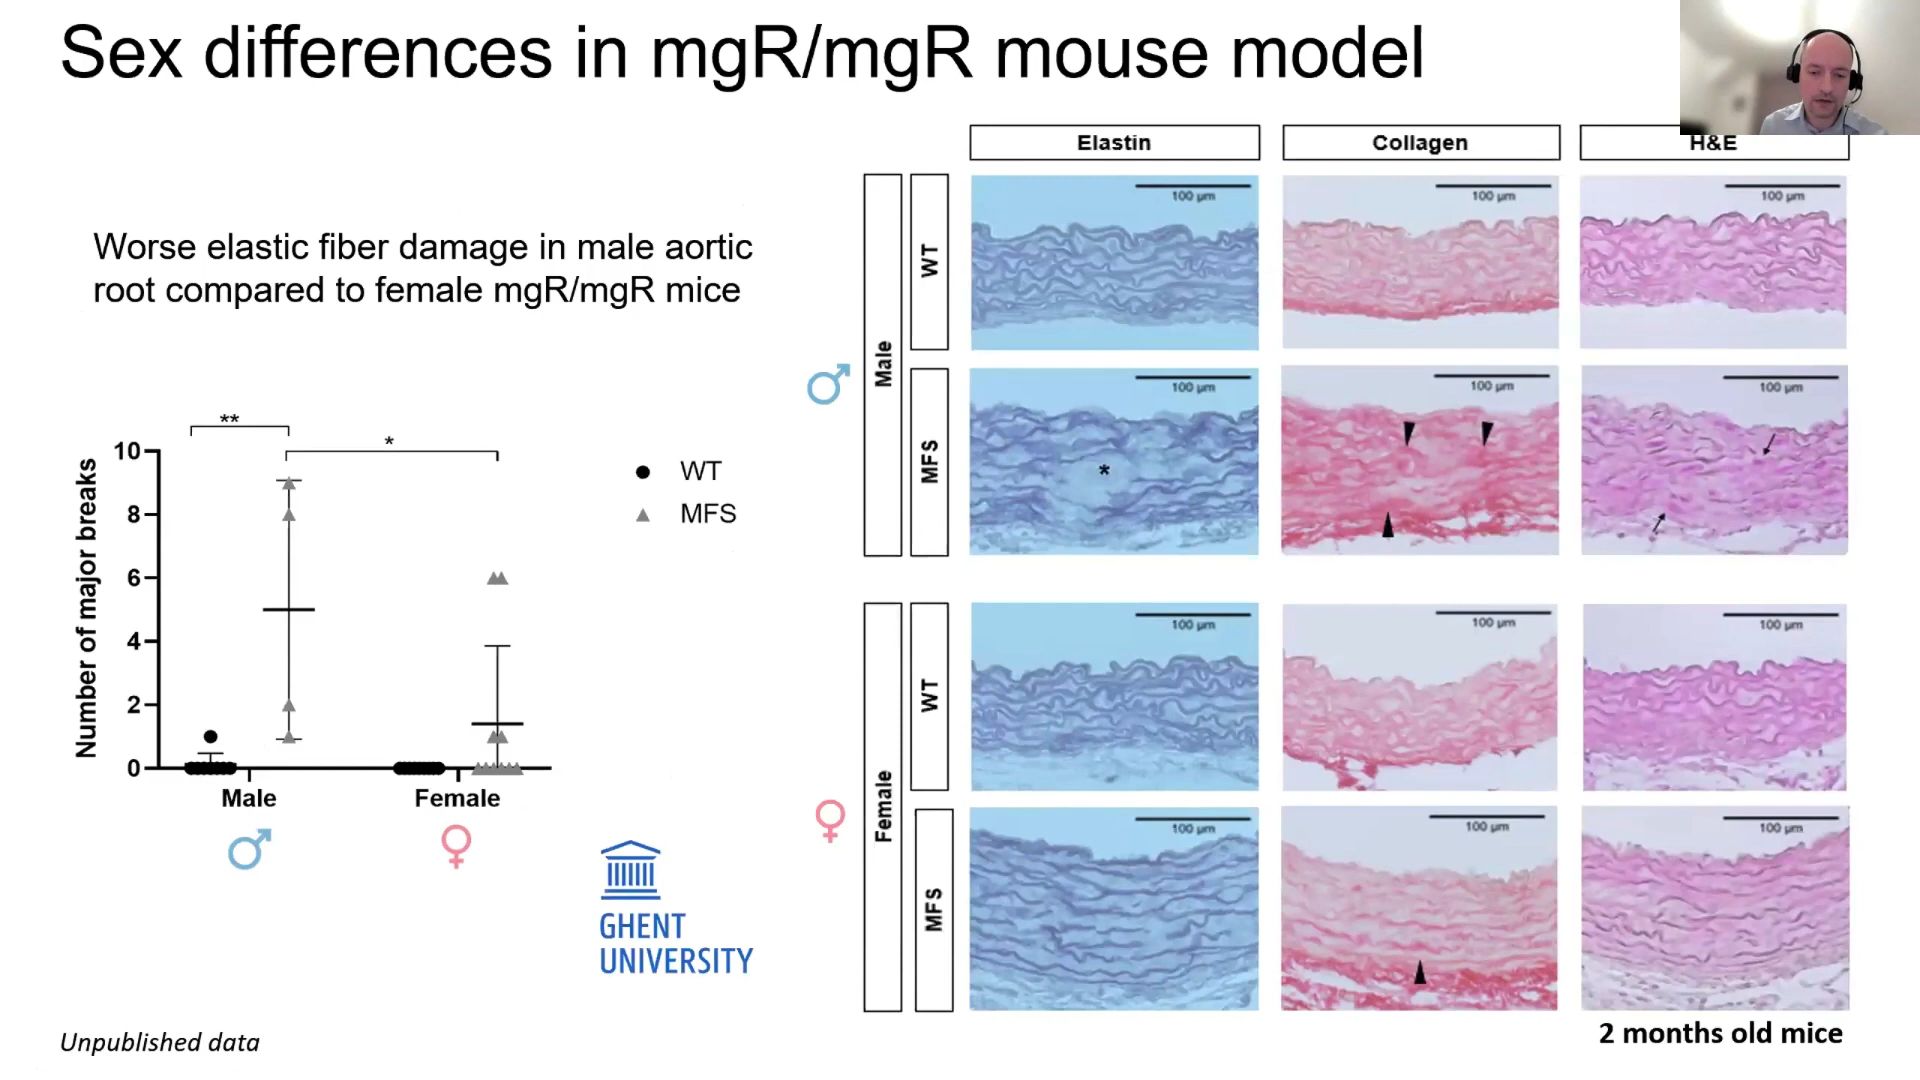 Sex differences in mgR/mgR mouse model
Worse elastic fiber damage in male aortic
root compared to female mgR/mgR mice
**
*
10
8
6
4
2
0
Number of major breaks
Male
Female
WT
MFS
GHENT
UNIVERSITY
Unpublished data
Elastin
Collagen
H&E
Male
WT
100 µm
100 µm
100 µm
MFS
100 µm
100 µm
100 µm
*
Female
WT
100 µm
100 µm
100 µm
MFS
100 µm
100 µm
100 µm
2 months old mice